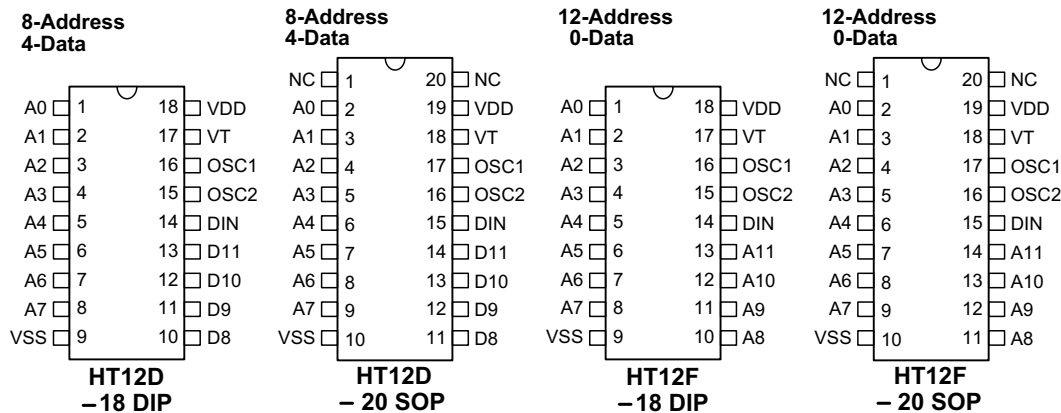 8-Address
4-Data
A0 1 18 VDD
A1 2 17 VT
A2 3 16 OSC1
A3 4 15 OSC2
A4 5 14 DIN
A5 6 13 D11
A6 7 12 D10
A7 8 11 D9
VSS 9 10 D8
HT12D
– 18 DIP
8-Address
4-Data
NC 1 20 NC
A0 2 19 VDD
A1 3 18 VT
A2 4 17 OSC1
A3 5 16 OSC2
A4 6 15 DIN
A5 7 14 D11
A6 8 13 D10
A7 9 12 D9
VSS 10 11 D8
HT12D
– 20 SOP
12-Address
0-Data
A0 1 18 VDD
A1 2 17 VT
A2 3 16 OSC1
A3 4 15 OSC2
A4 5 14 DIN
A5 6 13 A11
A6 7 12 A10
A7 8 11 A9
VSS 9 10 A8
HT12F
– 18 DIP
12-Address
0-Data
NC 1 20 NC
A0 2 19 VDD
A1 3 18 VT
A2 4 17 OSC1
A3 5 16 OSC2
A4 6 15 DIN
A5 7 14 A11
A6 8 13 A10
A7 9 12 A9
VSS 10 11 A8
HT12F
– 20 SOP